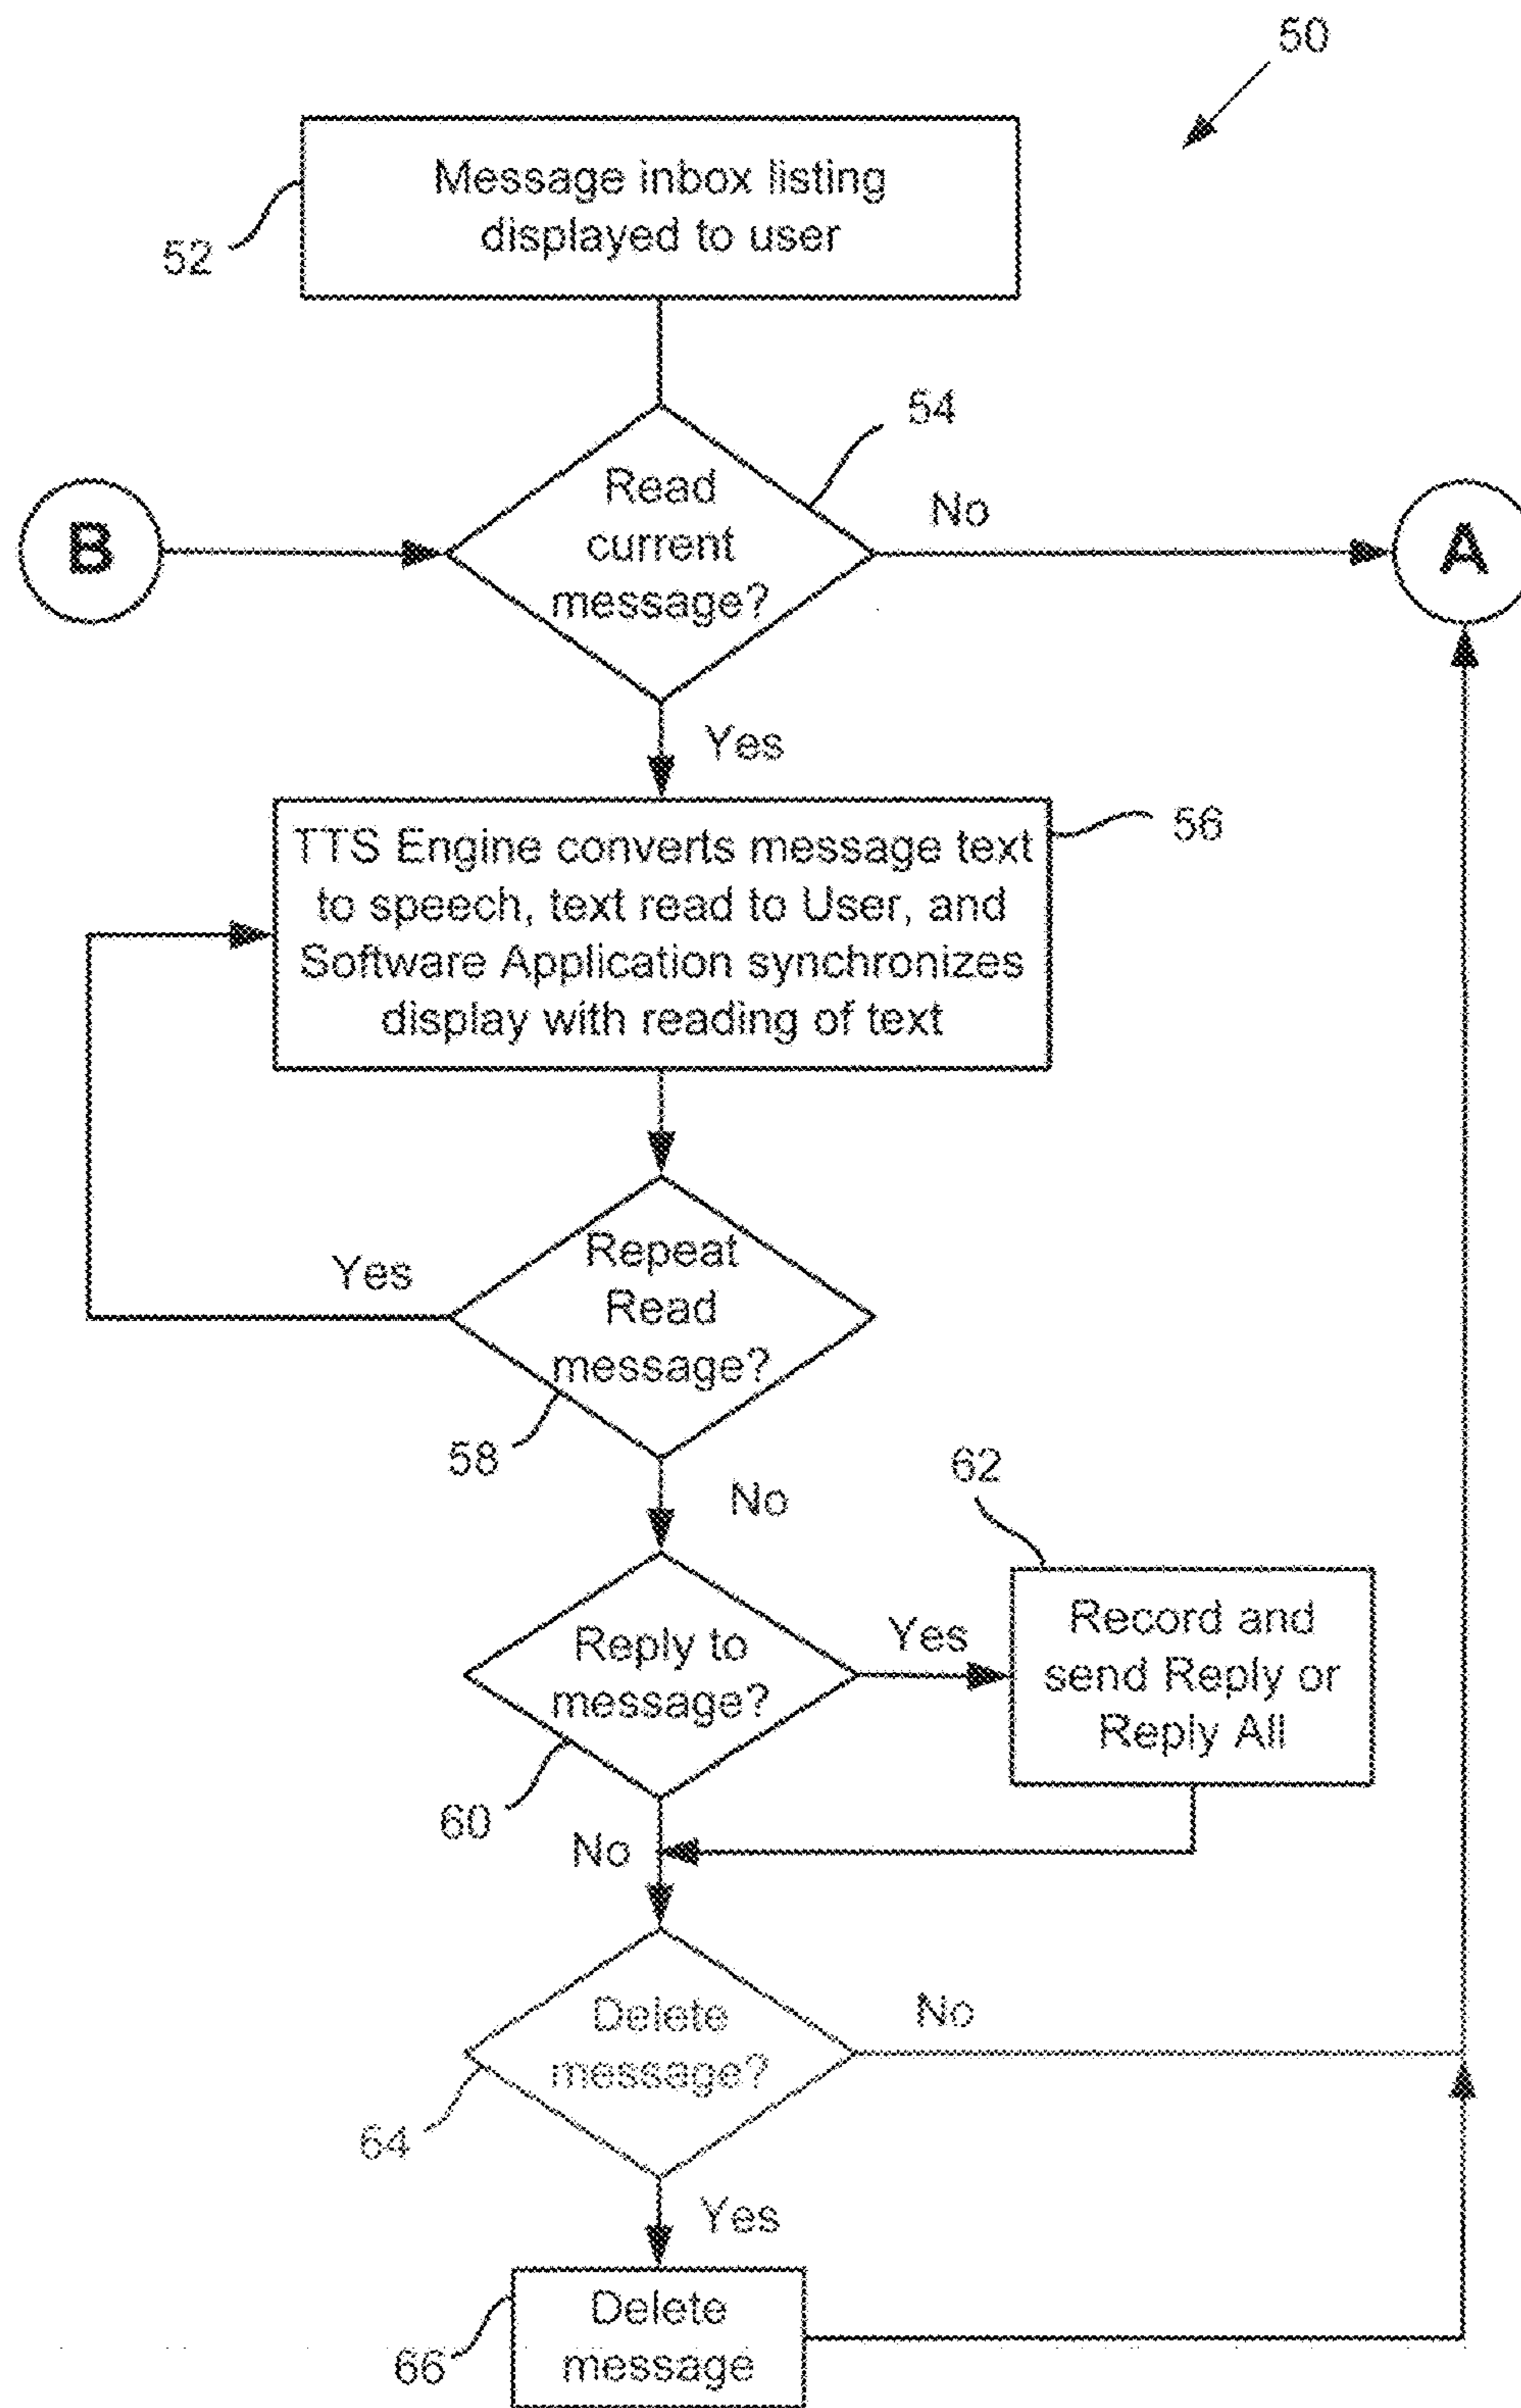 50
Message inbox listing
displayed to user
52
54
Read
current
message?
No
B
A
Yes
TTS Engine converts message text
to speech, text read to User, and
Software Application synchronizes
display with reading of text
56
Repeat
Read
message?
Yes
58
No
62
Reply to
message?
Yes
Record and
send Reply or
Reply All
60
No
Delete
message?
No
64
Yes
Delete
message
66